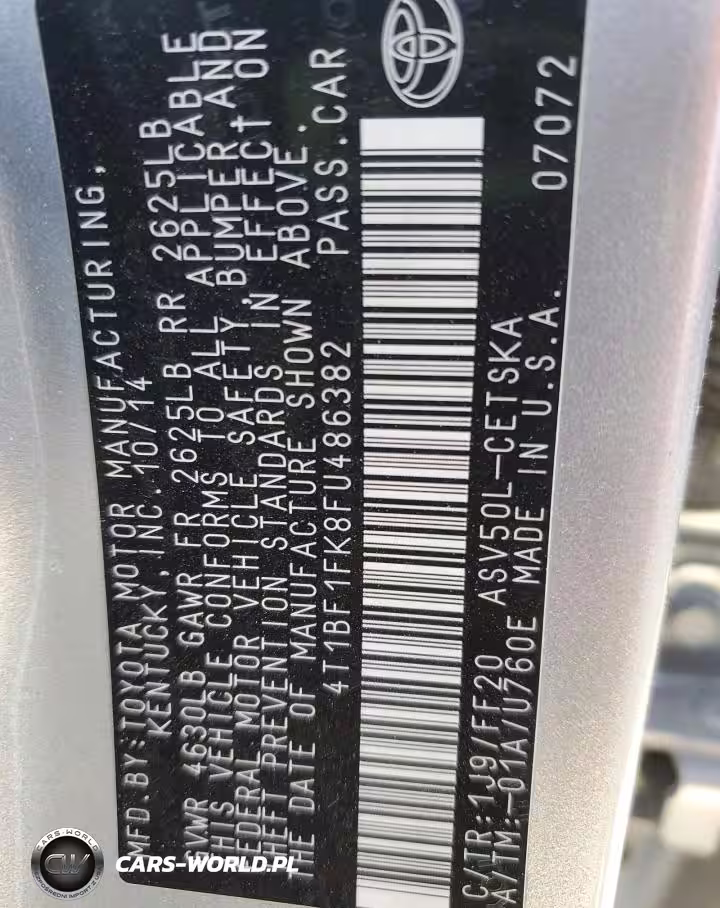 MFD. BY: TOYOTA MOTOR MANUFACTURING,
KENTUCKY, INC. 10/14
GVWR 4630LB GAWR FR 2625LB RR 2625LB
THIS VEHICLE CONFORMS TO ALL APPLICABLE
FEDERAL MOTOR VEHICLE SAFETY, BUMPER AND
THEFT PREVENTION STANDARDS IN EFFECT ON
THE DATE OF MANUFACTURE SHOWN ABOVE.
4T1BF1FK8FU486382 PASS. CAR
C/TR: 1J9/FF20 ASV50L-CETSKA
A/TM: -01A/U760E MADE IN U.S.A. 07072
CARS-WORLD
CW
CARS-WORLD.PL